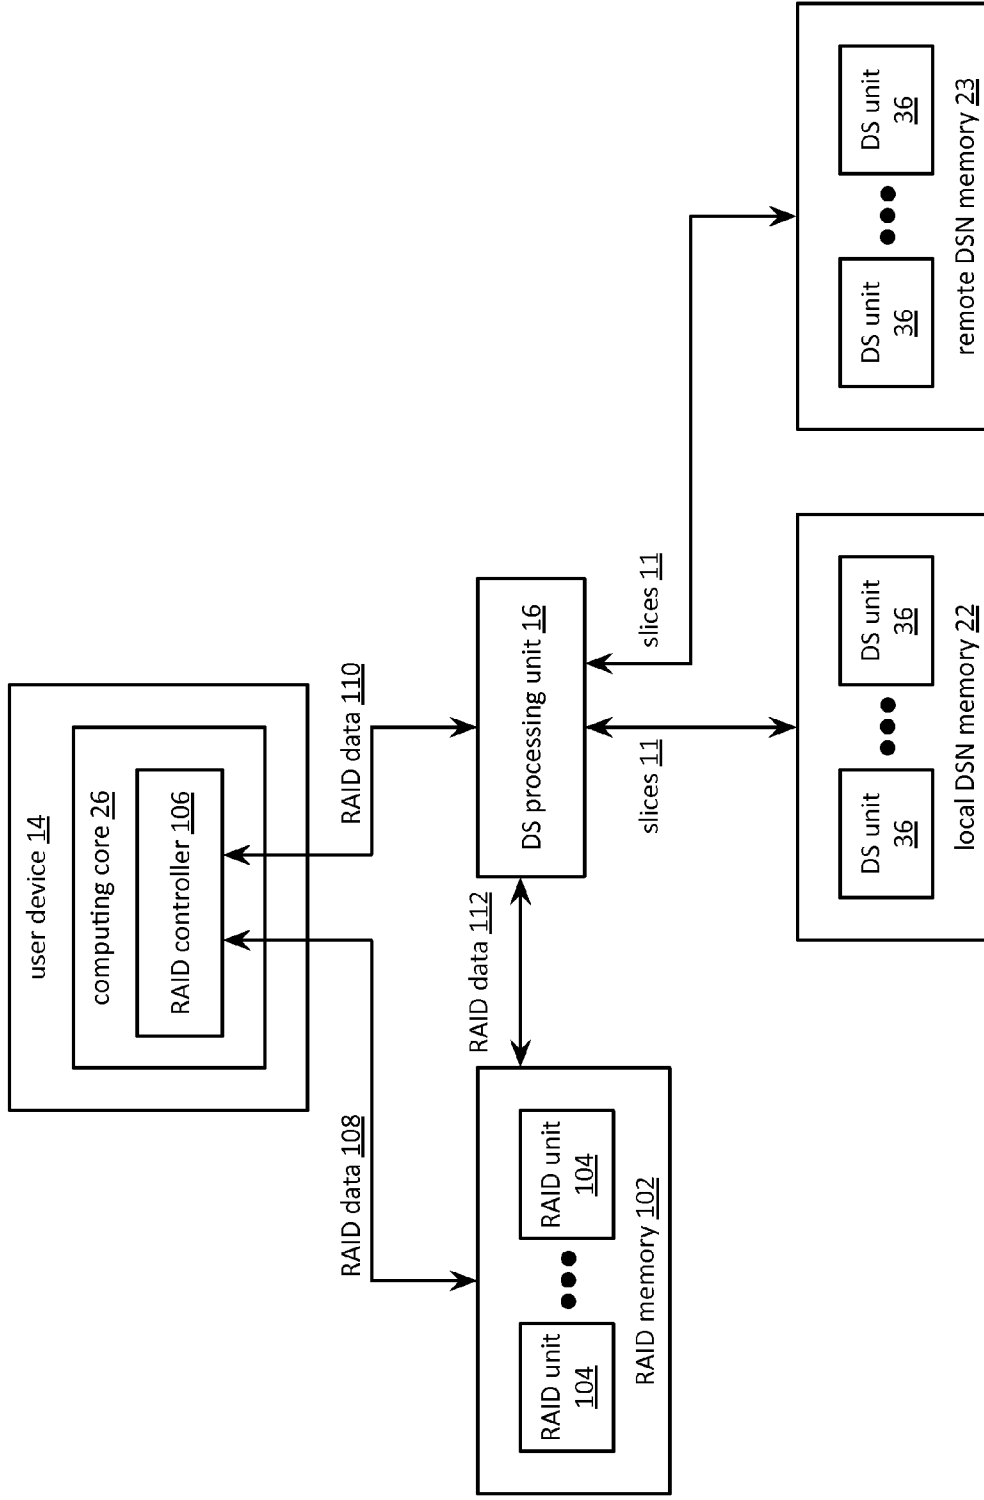 user device 14
computing core 26
RAID controller 106
RAID data 108
RAID data 110
RAID unit
104
RAID unit
104
RAID memory 102
RAID data 112
DS processing unit 16
slices 11
slices 11
DS unit
36
DS unit
36
local DSN memory 22
DS unit
36
DS unit
36
remote DSN memory 23